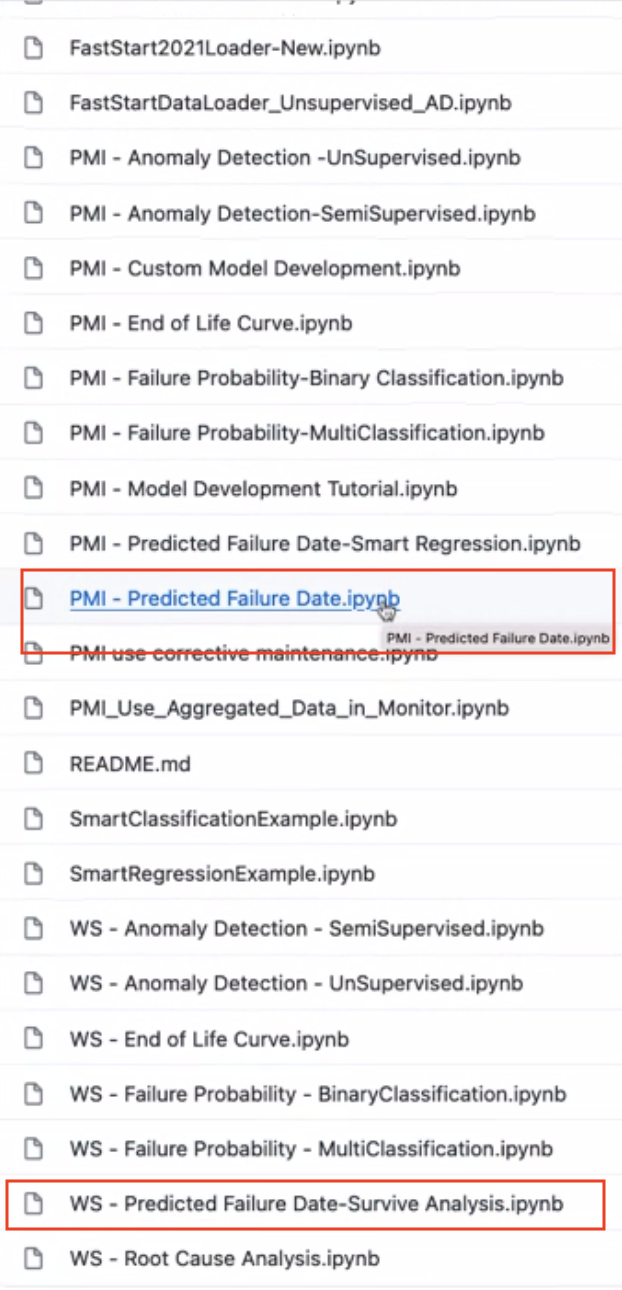 FastStart2021Loader-New.ipynb
FastStartDataLoader_Unsupervised_AD.ipynb
PMI - Anomaly Detection -UnSupervised.ipynb
PMI - Anomaly Detection-SemiSupervised.ipynb
PMI - Custom Model Development.ipynb
PMI - End of Life Curve.ipynb
PMI - Failure Probability-Binary Classification.ipynb
PMI - Failure Probability-MultiClassification.ipynb
PMI - Model Development Tutorial.ipynb
PMI - Predicted Failure Date-Smart Regression.ipynb
PMI - Predicted Failure Date.ipynb
PMI - Predicted Failure Date.ipynb
PMI use corrective maintenance.ipynb
PMI_Use_Aggregated_Data_in_Monitor.ipynb
README.md
SmartClassificationExample.ipynb
SmartRegressionExample.ipynb
WS - Anomaly Detection - SemiSupervised.ipynb
WS - Anomaly Detection - UnSupervised.ipynb
WS - End of Life Curve.ipynb
WS - Failure Probability - BinaryClassification.ipynb
WS - Failure Probability - MultiClassification.ipynb
WS - Predicted Failure Date-Survive Analysis.ipynb
WS - Root Cause Analysis.ipynb